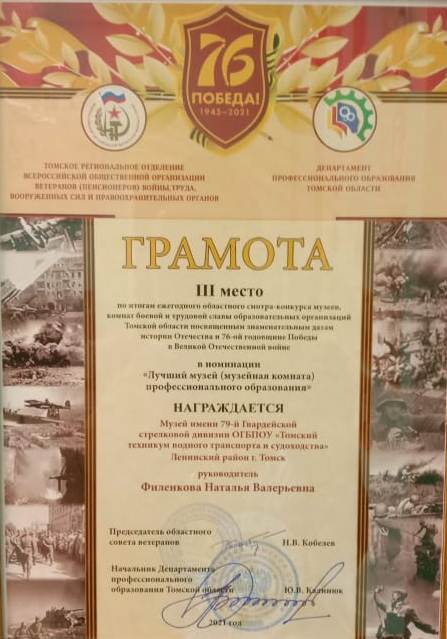 76
ПОБЕДА!
1945–2021
ТОМСКОЕ РЕГИОНАЛЬНОЕ ОТДЕЛЕНИЕ
ВСЕРОССИЙСКОЙ ОБЩЕСТВЕННОЙ ОРГАНИЗАЦИИ
ВЕТЕРАНОВ (ПЕНСИОНЕРОВ) ВОЙНЫ, ТРУДА,
ВООРУЖЕННЫХ СИЛ И ПРАВООХРАНИТЕЛЬНЫХ ОРГАНОВ
ДЕПАРТАМЕНТ
ПРОФЕССИОНАЛЬНОГО ОБРАЗОВАНИЯ
ТОМСКОЙ ОБЛАСТИ
ГРАМОТА
III место
по итогам ежегодного областного смотра-конкурса музеев,
комнат боевой и трудовой славы образовательных организаций
Томской области посвященным знаменательным датам
истории Отечества и 76-ой годовщине Победы
в Великой Отечественной войне
в номинации
«Лучший музей (музейная комната)
профессионального образования»
НАГРАЖДАЕТСЯ
Музей имени 79-й Гвардейской
стрелковой дивизии ОГБПОУ «Томский
техникум водного транспорта и судоходства»
Ленинский район г. Томск
руководитель
Филенкова Наталья Валерьевна
Председатель областного
совета ветеранов Н.В. Кобелев
Начальник Департамента
профессионального
образования Томской области Ю.В. Калинюк
2021 год